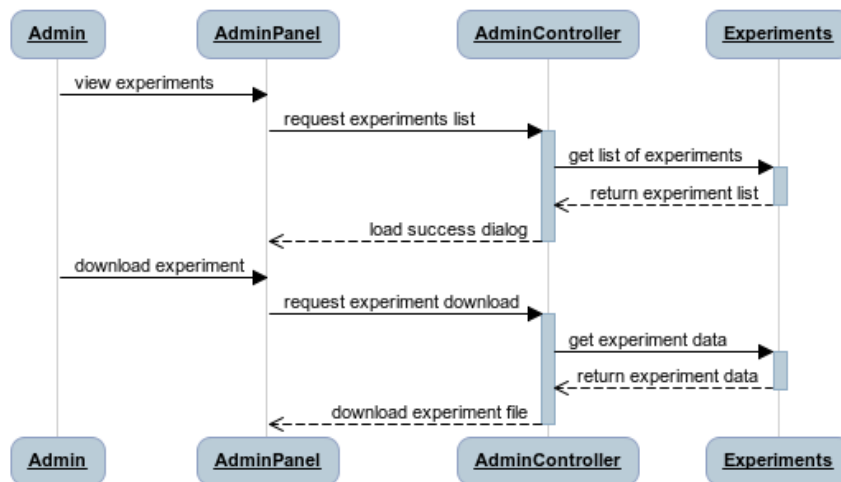 Admin AdminPanel AdminController Experiments
view experiments
request experiments list
get list of experiments
return experiment list
load success dialog
download experiment
request experiment download
get experiment data
return experiment data
download experiment file
Admin AdminPanel AdminController Experiments